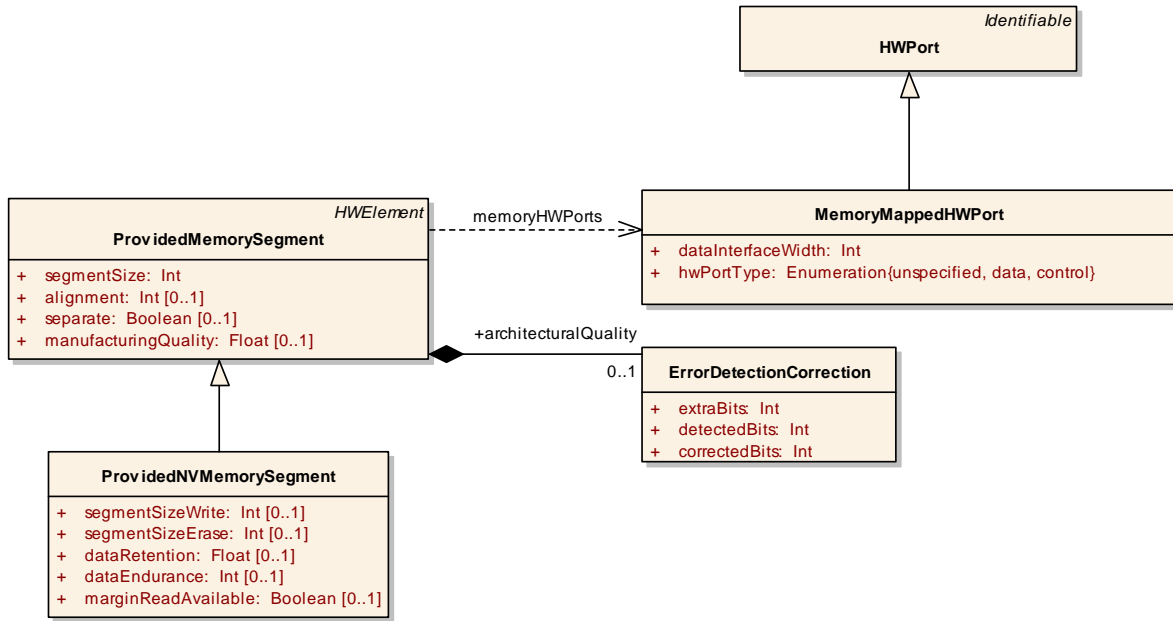 Identifiable
HWPort
HWElement
ProvidedMemorySegment
+ segmentSize: Int
+ alignment: Int [0..1]
+ separate: Boolean [0..1]
+ manufacturingQuality: Float [0..1]
memoryHWPorts
MemoryMappedHWPort
+ dataInterfaceWidth: Int
+ hwPortType: Enumeration{unspecified, data, control}
+architecturalQuality
0..1
ErrorDetectionCorrection
+ extraBits: Int
+ detectedBits: Int
+ correctedBits: Int
ProvidedNVMemorySegment
+ segmentSizeWrite: Int [0..1]
+ segmentSizeErase: Int [0..1]
+ dataRetention: Float [0..1]
+ dataEndurance: Int [0..1]
+ marginReadAvailable: Boolean [0..1]